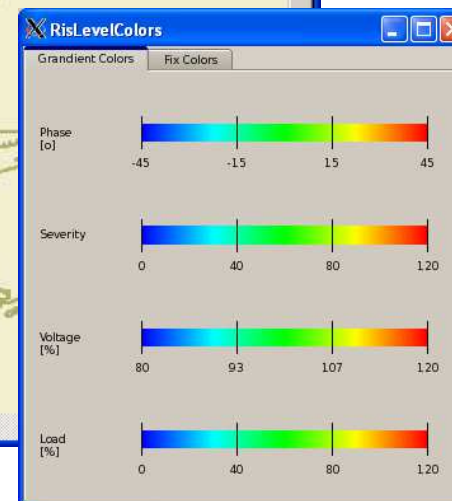 RisLevelColors
Grandient Colors Fix Colors
Phase
[o]
-45 -15 15 45
Severity
0 40 80 120
Voltage
[%]
80 93 107 120
Load
[%]
0 40 80 120